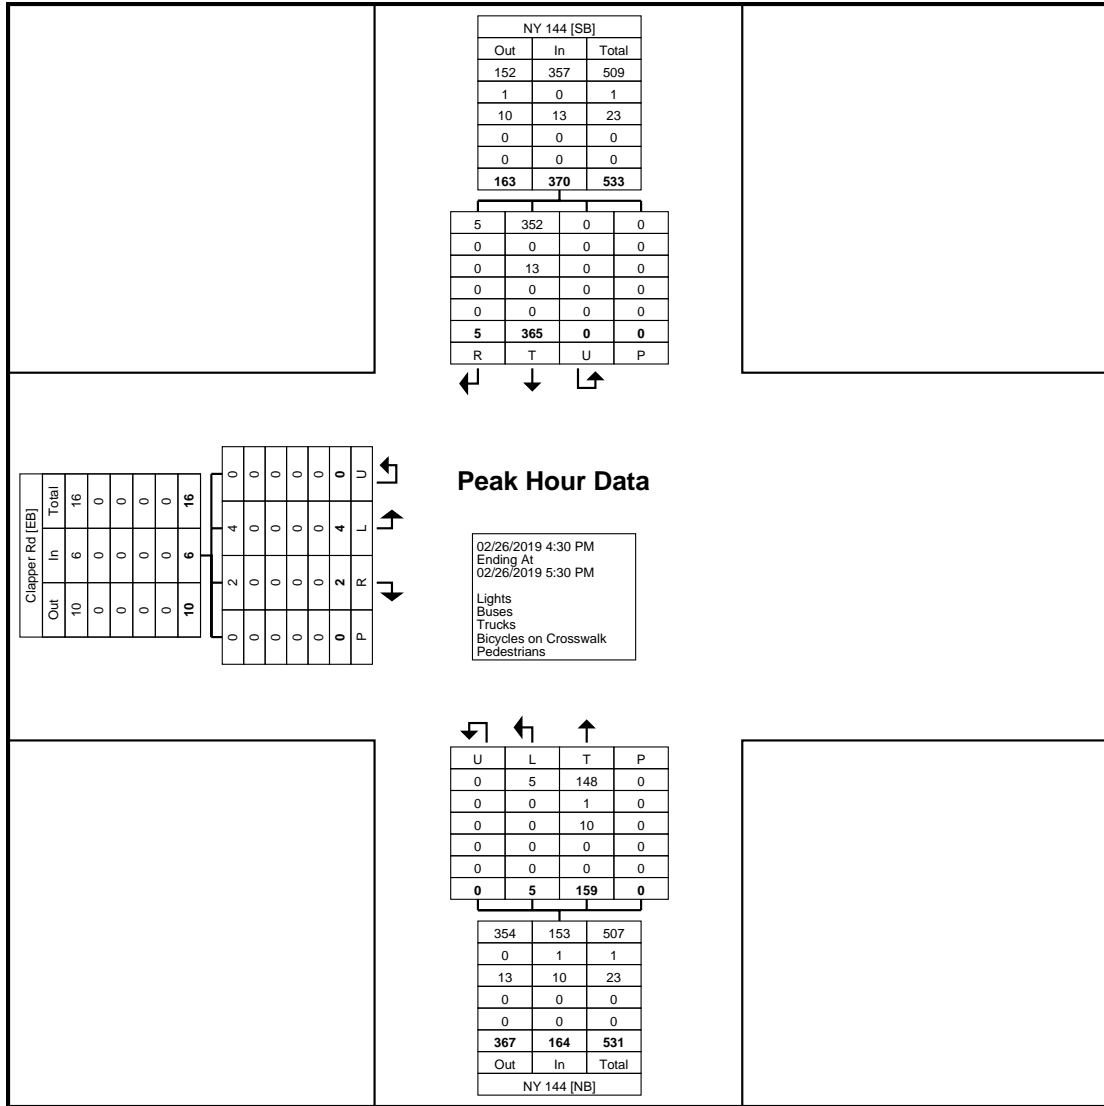 NY 144 [SB]
Out In Total
152 357 509
1 0 1
10 13 23
0 0 0
0 0 0
163 370 533
5 352 0 0
0 0 0 0
0 13 0 0
0 0 0 0
0 0 0 0
5 365 0 0
R T U P
Clapper Rd [EB]
Out In Total
10 6 16
0 0 0
0 0 0
0 0 0
0 0 0
10 6 16
0 2 4 0
0 0 0 0
0 0 0 0
0 0 0 0
0 0 0 0
0 2 4 0
P R L U
Peak Hour Data
02/26/2019 4:30 PM
Ending At
02/26/2019 5:30 PM
Lights
Buses
Trucks
Bicycles on Crosswalk
Pedestrians
U L T P
0 5 148 0
0 0 1 0
0 0 10 0
0 0 0 0
0 0 0 0
0 5 159 0
354 153 507
0 1 1
13 10 23
0 0 0
0 0 0
367 164 531
Out In Total
NY 144 [NB]